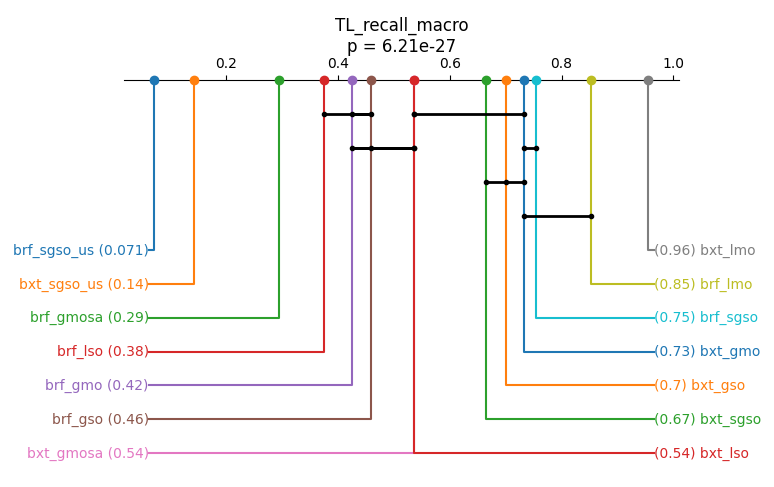 TL_recall_macro
p = 6.21e-27
0.2 0.4 0.6 0.8 1.0
brf_sgso_us (0.071) (0.96) bxt_lmo
bxt_sgso_us (0.14) (0.85) brf_lmo
brf_gmosa (0.29) (0.75) brf_sgso
brf_lso (0.38) (0.73) bxt_gmo
brf_gmo (0.42) (0.7) bxt_gso
brf_gso (0.46) (0.67) bxt_sgso
bxt_gmosa (0.54) (0.54) bxt_lso